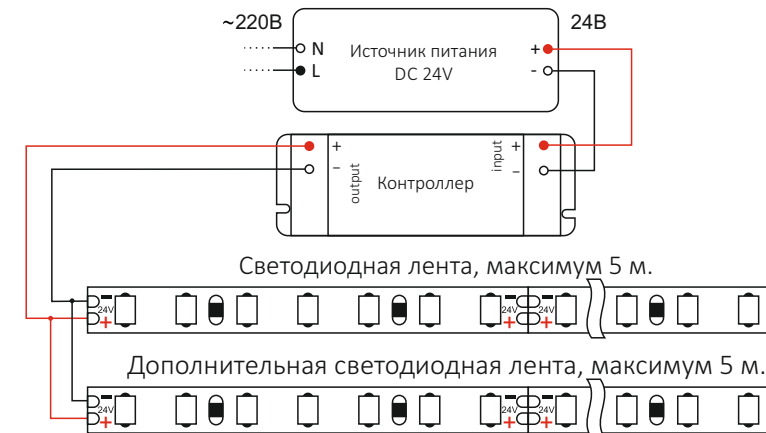 ~220В
24В
N
Источник питания
+
L
DC 24V
-
+
+
−
−
output
input
Контроллер
Светодиодная лента, максимум 5 м.
−
24V
+
−
24V
+
−
24V
+
Дополнительная светодиодная лента, максимум 5 м.
−
24V
+
−
24V
+
−
24V
+